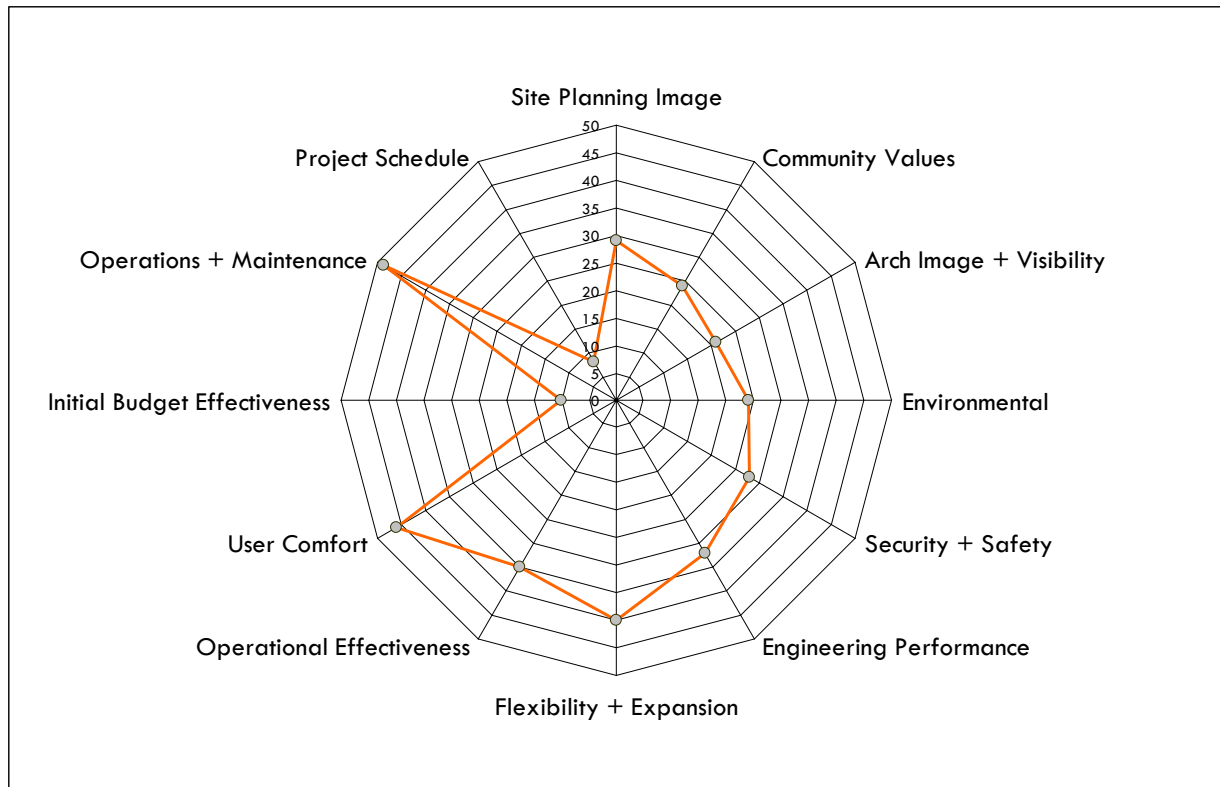 Site Planning Image
50
Project Schedule
Community Values
45
40
35
Operations + Maintenance
Arch Image + Visibility
30
25
20
15
10
5
Initial Budget Effectiveness
0
Environmental
User Comfort
Security + Safety
Operational Effectiveness
Engineering Performance
Flexibility + Expansion